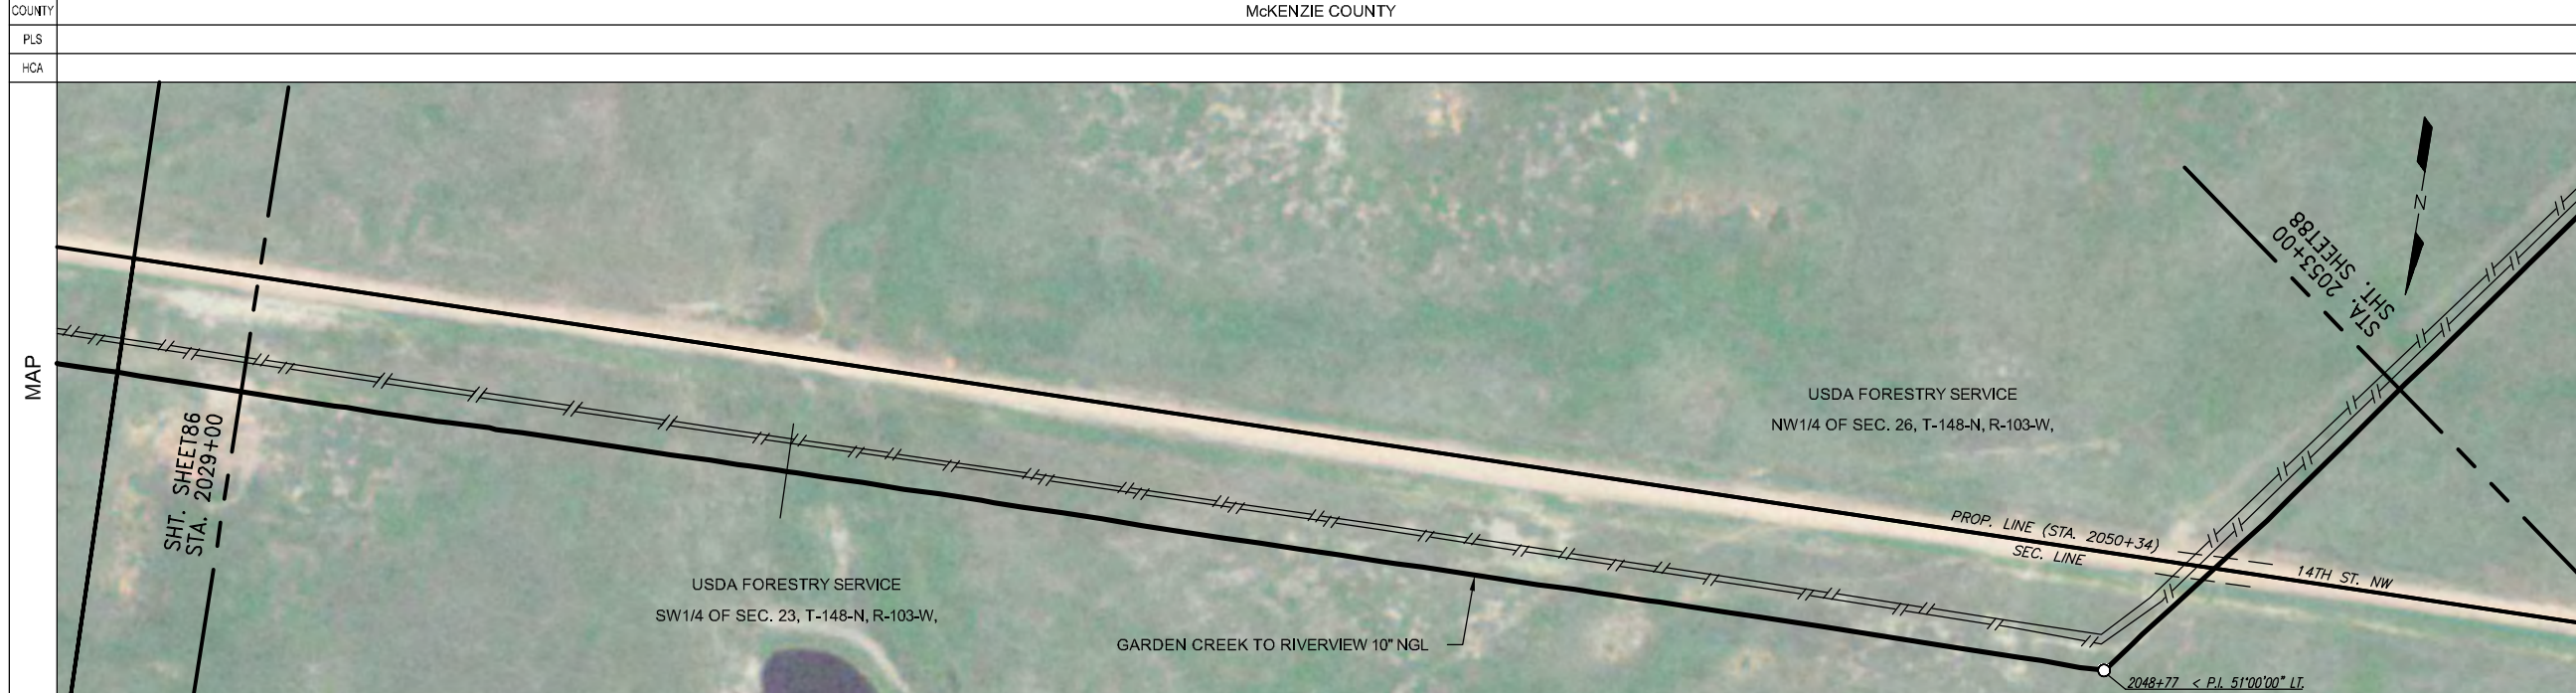 COUNTY
McKENZIE COUNTY
PLS
HCA
MAP
SHT. SHEET86
STA. 2029+00
USDA FORESTRY SERVICE
SW1/4 OF SEC. 23, T-148-N, R-103-W,
GARDEN CREEK TO RIVERVIEW 10" NGL
USDA FORESTRY SERVICE
NW1/4 OF SEC. 26, T-148-N, R-103-W,
PROP. LINE (STA. 2050+34)
SEC. LINE
14TH ST. NW
2048+77 < P.I. 51°00'00" LT.
STA. 2053+00
SHT. SHEET88
N